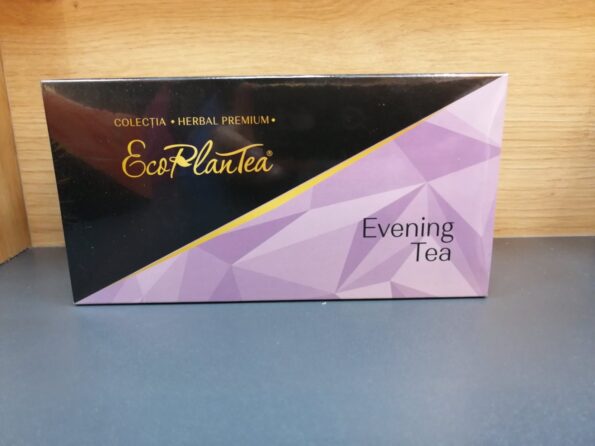 COLECȚIA • HERBAL PREMIUM •
EcoPlanTea®
Evening
Tea